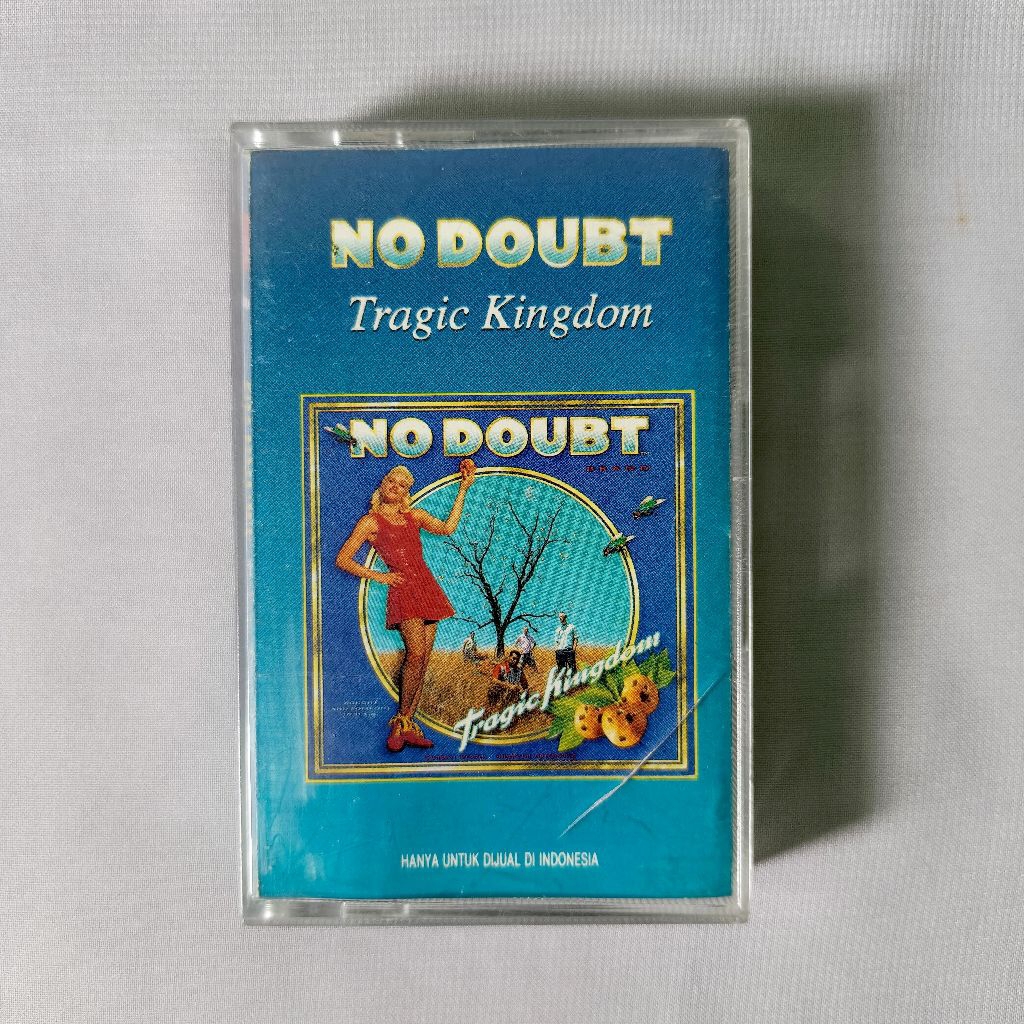 NO DOUBT
Tragic Kingdom
NO DOUBT
Tragic Kingdom
HANYA UNTUK DIJUAL DI INDONESIA